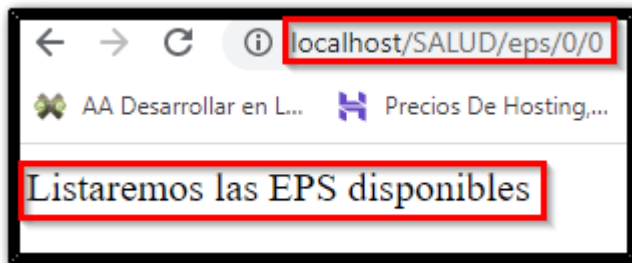 localhost/SALUD/eps/0/0
AA Desarrollar en L... Precios De Hosting,...
Listaremos las EPS disponibles